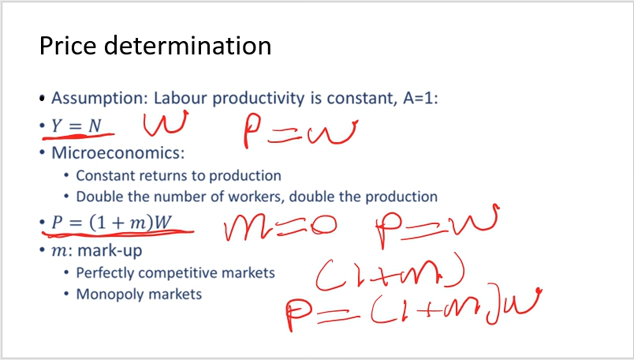 Price determination
• Assumption: Labour productivity is constant, A=1:
• Y = N W P = W
• Microeconomics:
• Constant returns to production
• Double the number of workers, double the production
• P = (1 + m)W m=0 P=W
• m: mark-up
• Perfectly competitive markets (1+m)
• Monopoly markets P=(1+m)W